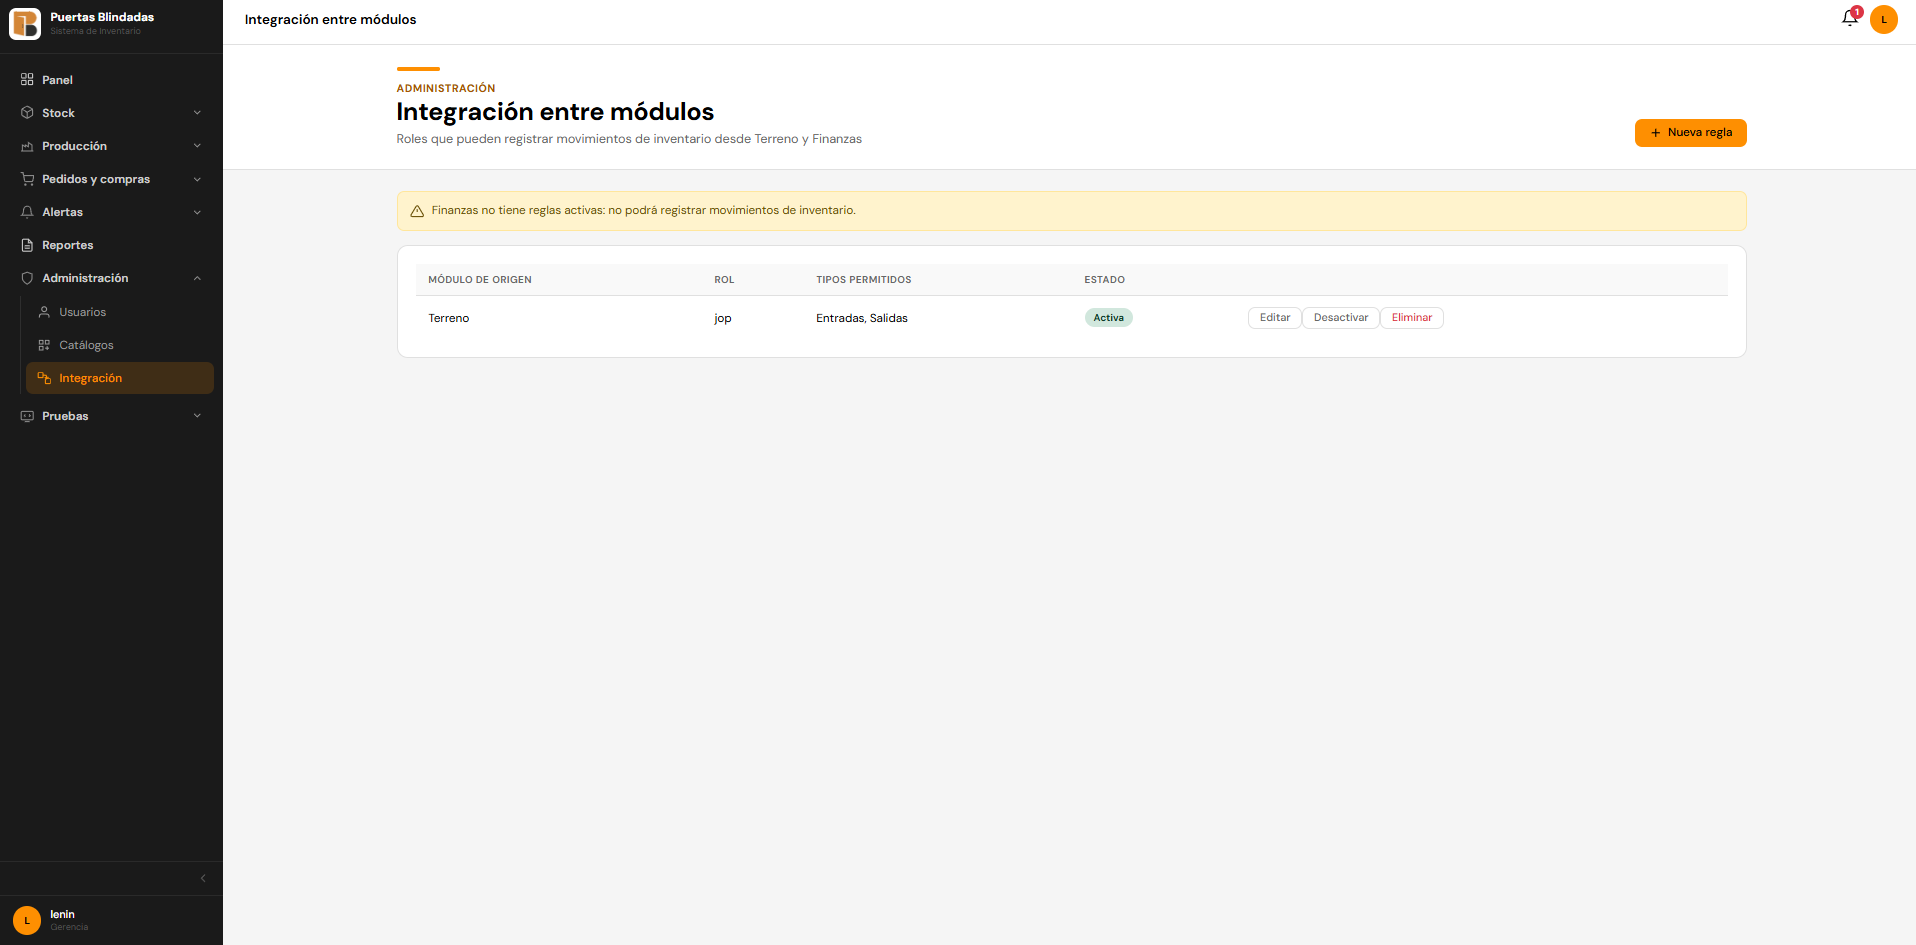 Puertas Blindadas
Sistema de Inventario
Panel
Stock
Producción
Pedidos y compras
Alertas
Reportes
Administración
Usuarios
Catálogos
Integración
Pruebas
L
lenin
Gerencia
Integración entre módulos
1
L
ADMINISTRACIÓN
Integración entre módulos
Roles que pueden registrar movimientos de inventario desde Terreno y Finanzas
+ Nueva regla
Finanzas no tiene reglas activas: no podrá registrar movimientos de inventario.
MÓDULO DE ORIGEN ROL TIPOS PERMITIDOS ESTADO
Terreno jop Entradas, Salidas Activa Editar Desactivar Eliminar